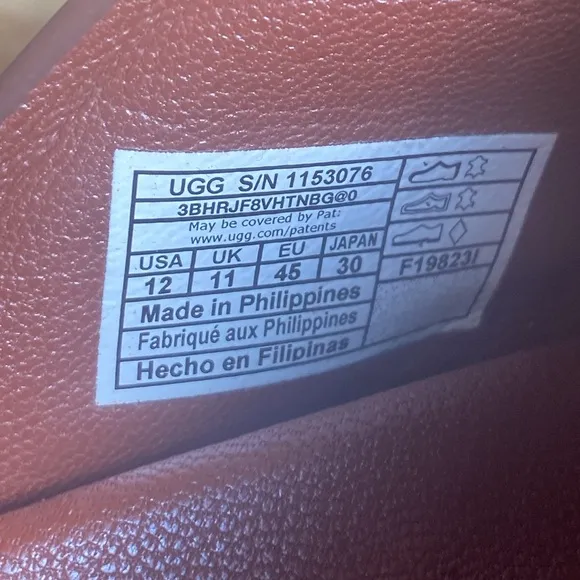 UGG S/N 1153076
3BHRJF8VHTNBG@0
May be covered by Pat:
www.ugg.com/patents
USA UK EU JAPAN
12 11 45 30
F19823I
Made in Philippines
Fabriqué aux Philippines
Hecho en Filipinas